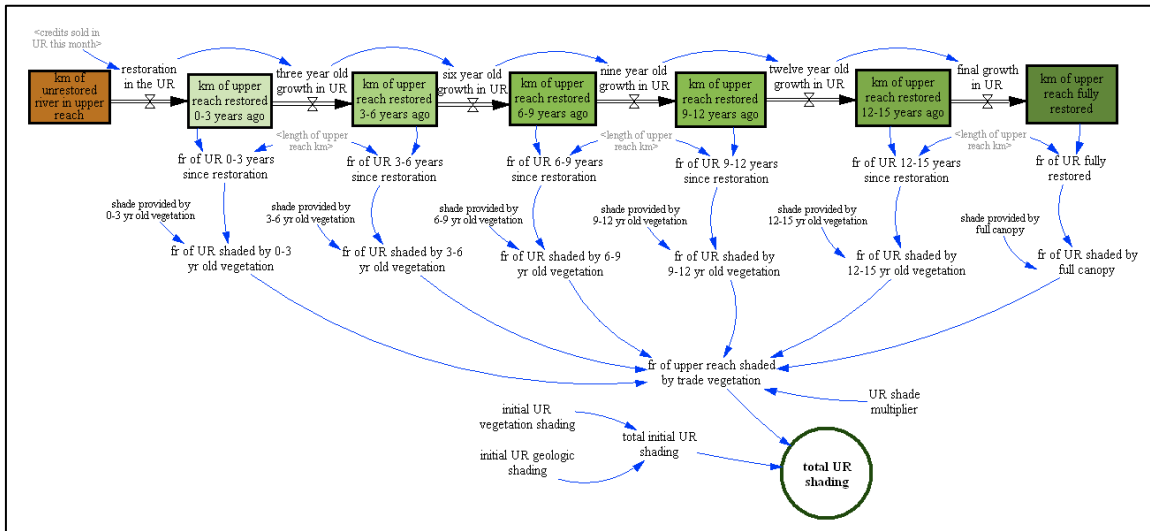 <credits sold in
UR this month>
restoration
in the UR
three year old
growth in UR
six year old
growth in UR
nine year old
growth in UR
twelve year old
growth in UR
final growth
in UR
km of
unrestored
river in upper
reach
km of upper
reach restored
0-3 years ago
km of upper
reach restored
3-6 years ago
km of upper
reach restored
6-9 years ago
km of upper
reach restored
9-12 years ago
km of upper
reach restored
12-15 years ago
km of upper
reach fully
restored
<length of upper
reach km>
<length of upper
reach km>
<length of upper
reach km>
fr of UR 0-3 years
since restoration
fr of UR 3-6 years
since restoration
fr of UR 6-9 years
since restoration
fr of UR 9-12 years
since restoration
fr of UR 12-15 years
since restoration
fr of UR fully
restored
shade provided by
0-3 yr old vegetation
shade provided by
3-6 yr old vegetation
shade provided by
6-9 yr old vegetation
shade provided by
9-12 yr old vegetation
shade provided by
12-15 yr old vegetation
shade provided by
full canopy
fr of UR shaded by 0-3
yr old vegetation
fr of UR shaded by 3-6
yr old vegetation
fr of UR shaded by 6-9
yr old vegetation
fr of UR shaded by
9-12 yr old vegetation
fr of UR shaded by
12-15 yr old vegetation
fr of UR shaded by
full canopy
fr of upper reach shaded
by trade vegetation
UR shade
multiplier
initial UR
vegetation shading
total initial UR
shading
initial UR geologic
shading
total UR
shading